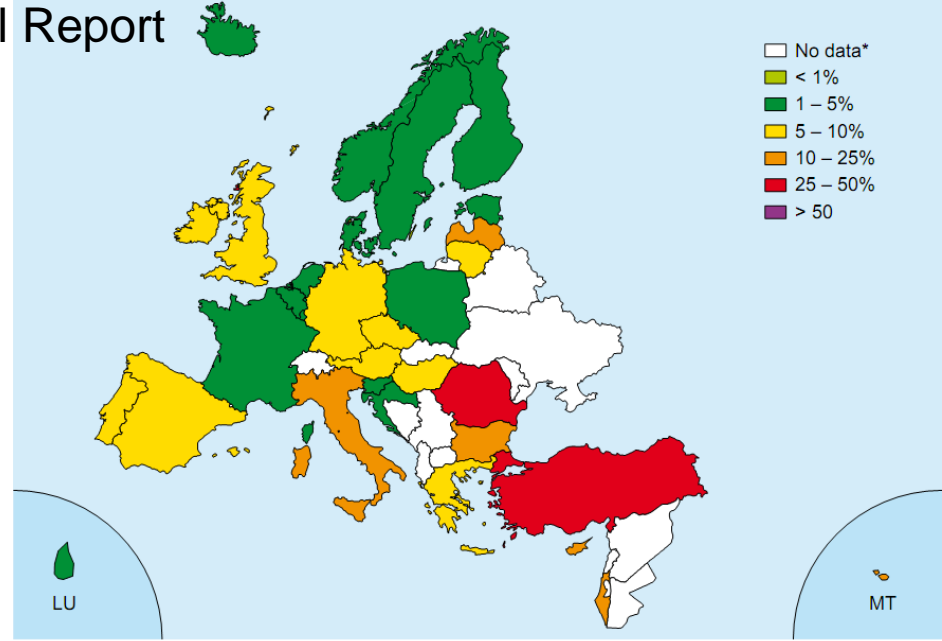 Report
No data*
< 1%
1 – 5%
5 – 10%
10 – 25%
25 – 50%
> 50
LU
MT